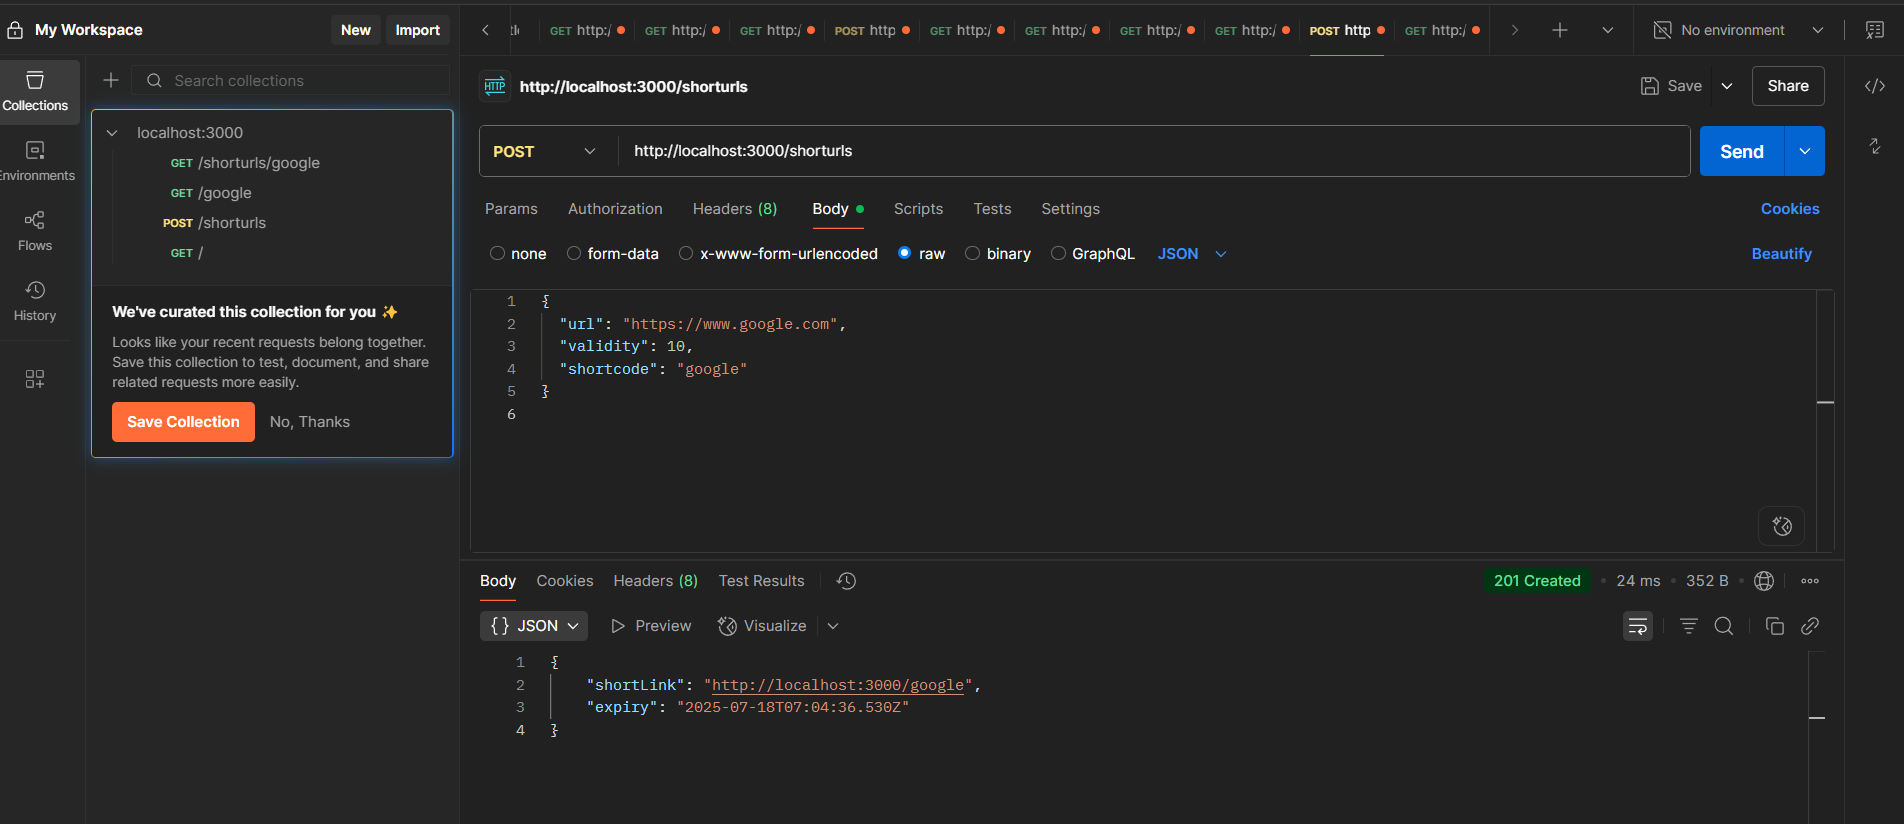 My Workspace
New
Import
GET http:/
GET http:/
GET http:/
POST http
GET http:/
GET http:/
GET http:/
GET http:/
POST http
GET http:/
No environment
Collections
Environments
Flows
History
Search collections
localhost:3000
GET /shorturls/google
GET /google
POST /shorturls
GET /
We've curated this collection for you ✨
Looks like your recent requests belong together.
Save this collection to test, document, and share
related requests more easily.
Save Collection
No, Thanks
HTTP http://localhost:3000/shorturls
Save
Share
POST
http://localhost:3000/shorturls
Send
Params
Authorization
Headers (8)
Body
Scripts
Tests
Settings
Cookies
none
form-data
x-www-form-urlencoded
raw
binary
GraphQL
JSON
Beautify
1 {
2 "url": "https://www.google.com",
3 "validity": 10,
4 "shortcode": "google"
5 }
6
Body
Cookies
Headers (8)
Test Results
201 Created
24 ms
352 B
{} JSON
Preview
Visualize
1 {
2 "shortLink": "http://localhost:3000/google",
3 "expiry": "2025-07-18T07:04:36.530Z"
4 }